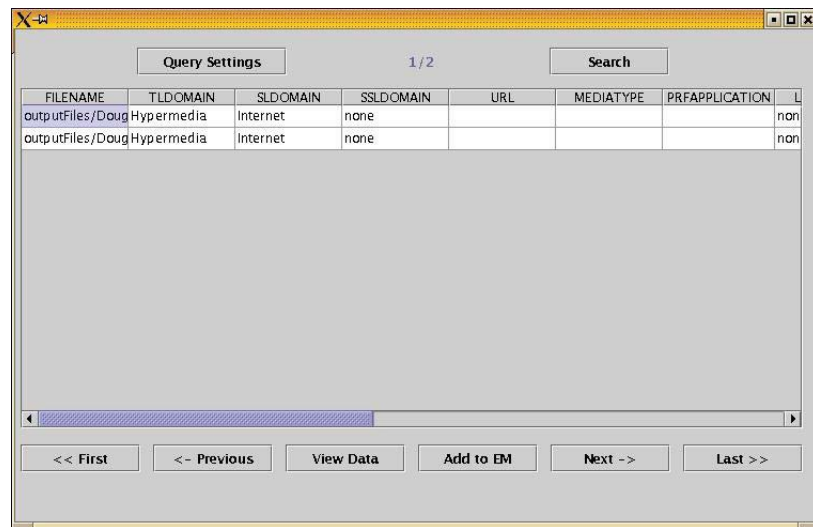 Query Settings 1/2 Search
FILENAME TLDOMAIN SLDOMAIN SSLDOMAIN URL MEDIATYPE PRFAPPLICATION L
outputFiles/Doug Hypermedia Internet none non
outputFiles/Doug Hypermedia Internet none non
<< First <- Previous View Data Add to EM Next -> Last >>